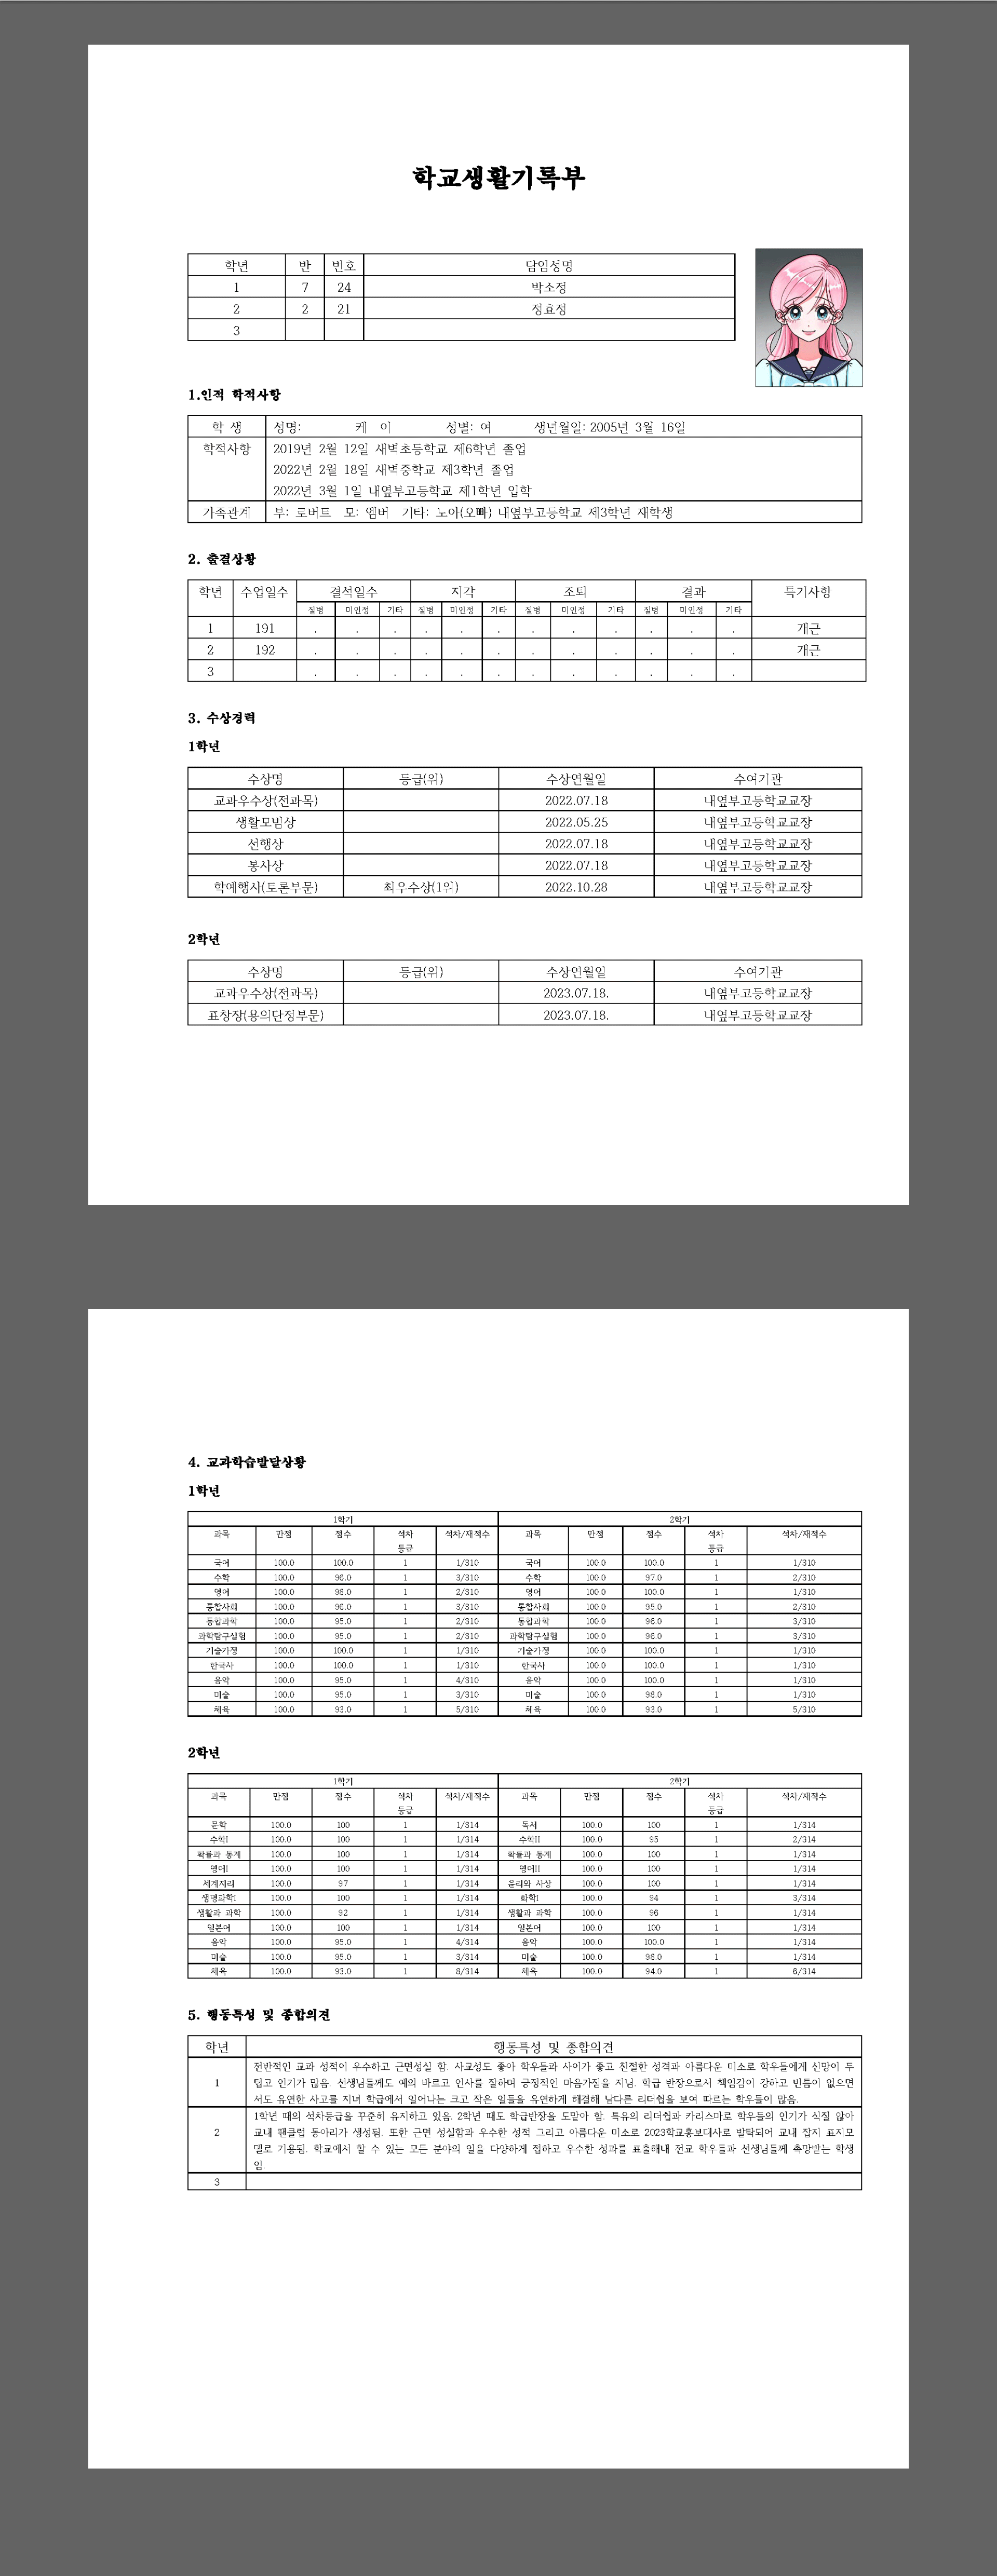 학교생활기록부
학년 반 번호 담임성명
1 7 24 박소정
2 2 21 정효정
3
1.인적 학적사항
학 생 성명: 케 이 성별: 여 생년월일: 2005년 3월 16일
학적사항 2019년 2월 12일 새벽초등학교 제6학년 졸업
2022년 2월 18일 새벽중학교 제3학년 졸업
2022년 3월 1일 내옆부고등학교 제1학년 입학
가족관계 부: 로버트 모: 엠버 기타: 노아(오빠) 내옆부고등학교 제3학년 재학생
2. 출결상황
학년 수업일수 결석일수 지각 조퇴 결과 특기사항
질병 미인정 기타 질병 미인정 기타 질병 미인정 기타 질병 미인정 기타
1 191 . . . . . . . . . . . . 개근
2 192 . . . . . . . . . . . . 개근
3 . . . . . . . . . . . .
3. 수상경력
1학년
수상명 등급(위) 수상연월일 수여기관
교과우수상(전과목) 2022.07.18 내옆부고등학교교장
생활모범상 2022.05.25 내옆부고등학교교장
선행상 2022.07.18 내옆부고등학교교장
봉사상 2022.07.18 내옆부고등학교교장
학예행사(토론부문) 최우수상(1위) 2022.10.28 내옆부고등학교교장
2학년
수상명 등급(위) 수상연월일 수여기관
교과우수상(전과목) 2023.07.18. 내옆부고등학교교장
표창장(용의단정부문) 2023.07.18. 내옆부고등학교교장
4. 교과학습발달상황
1학년
1학기 2학기
과목 만점 점수 석차 석차/재적수 과목 만점 점수 석차 석차/재적수
등급 등급
국어 100.0 100.0 1 1/310 국어 100.0 100.0 1 1/310
수학 100.0 96.0 1 3/310 수학 100.0 97.0 1 2/310
영어 100.0 98.0 1 2/310 영어 100.0 100.0 1 1/310
통합사회 100.0 96.0 1 3/310 통합사회 100.0 95.0 1 2/310
통합과학 100.0 95.0 1 2/310 통합과학 100.0 96.0 1 3/310
과학탐구실험 100.0 95.0 1 2/310 과학탐구실험 100.0 96.0 1 3/310
기술가정 100.0 100.0 1 1/310 기술가정 100.0 100.0 1 1/310
한국사 100.0 100.0 1 1/310 한국사 100.0 100.0 1 1/310
음악 100.0 95.0 1 4/310 음악 100.0 100.0 1 1/310
미술 100.0 95.0 1 3/310 미술 100.0 98.0 1 1/310
체육 100.0 93.0 1 5/310 체육 100.0 93.0 1 5/310
2학년
1학기 2학기
과목 만점 점수 석차 석차/재적수 과목 만점 점수 석차 석차/재적수
등급 등급
문학 100.0 100 1 1/314 독서 100.0 100 1 1/314
수학I 100.0 100 1 1/314 수학II 100.0 95 1 2/314
확률과 통계 100.0 100 1 1/314 확률과 통계 100.0 100 1 1/314
영어I 100.0 100 1 1/314 영어II 100.0 100 1 1/314
세계지리 100.0 97 1 1/314 윤리와 사상 100.0 100 1 1/314
생명과학I 100.0 100 1 1/314 화학I 100.0 94 1 3/314
생활과 과학 100.0 92 1 1/314 생활과 과학 100.0 96 1 1/314
일본어 100.0 100 1 1/314 일본어 100.0 100 1 1/314
음악 100.0 95.0 1 4/314 음악 100.0 100.0 1 1/314
미술 100.0 95.0 1 3/314 미술 100.0 98.0 1 1/314
체육 100.0 93.0 1 8/314 체육 100.0 94.0 1 6/314
5. 행동특성 및 종합의견
학년 행동특성 및 종합의견
1 전반적인 교과 성적이 우수하고 근면성실 함. 사교성도 좋아 학우들과 사이가 좋고 친절한 성격과 아름다운 미소로 학우들에게 신망이 두
텁고 인기가 많음. 선생님들께도 예의 바르고 인사를 잘하며 긍정적인 마음가짐을 지님. 학급 반장으로서 책임감이 강하고 빈틈이 없으면
서도 유연한 사고를 지녀 학급에서 일어나는 크고 작은 일들을 유연하게 해결해 남다른 리더쉽을 보여 따르는 학우들이 많음.
2 1학년 때의 석차등급을 꾸준히 유지하고 있음. 2학년 때도 학급반장을 도맡아 함. 특유의 리더쉽과 카리스마로 학우들의 인기가 식질 않아
교내 팬클럽 동아리가 생성됨. 또한 근면 성실함과 우수한 성적 그리고 아름다운 미소로 2023학교홍보대사로 발탁되어 교내 잡지 표지모
델로 기용됨. 학교에서 할 수 있는 모든 분야의 일을 다양하게 접하고 우수한 성과를 표출해내 전교 학우들과 선생님들께 촉망받는 학생
임.
3